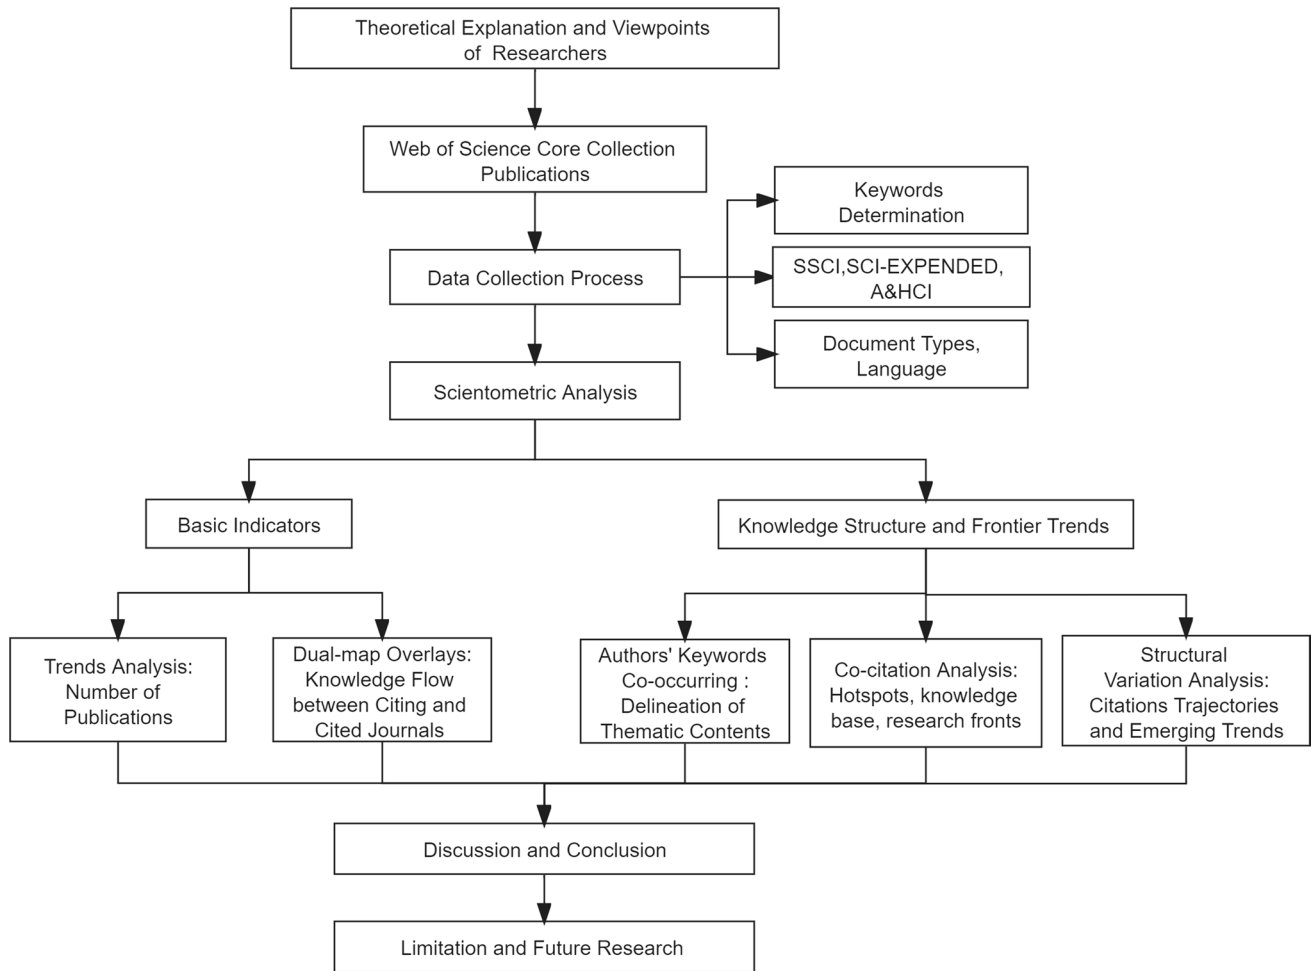 Theoretical Explanation and Viewpoints
of Researchers
Web of Science Core Collection
Publications
Keywords
Determination
Data Collection Process
SSCI,SCI-EXPENDED,
A&HCI
Document Types,
Language
Scientometric Analysis
Basic Indicators
Knowledge Structure and Frontier Trends
Trends Analysis:
Number of
Publications
Dual-map Overlays:
Knowledge Flow
between Citing and
Cited Journals
Authors' Keywords
Co-occurring :
Delineation of
Thematic Contents
Co-citation Analysis:
Hotspots, knowledge
base, research fronts
Structural
Variation Analysis:
Citations Trajectories
and Emerging Trends
Discussion and Conclusion
Limitation and Future Research